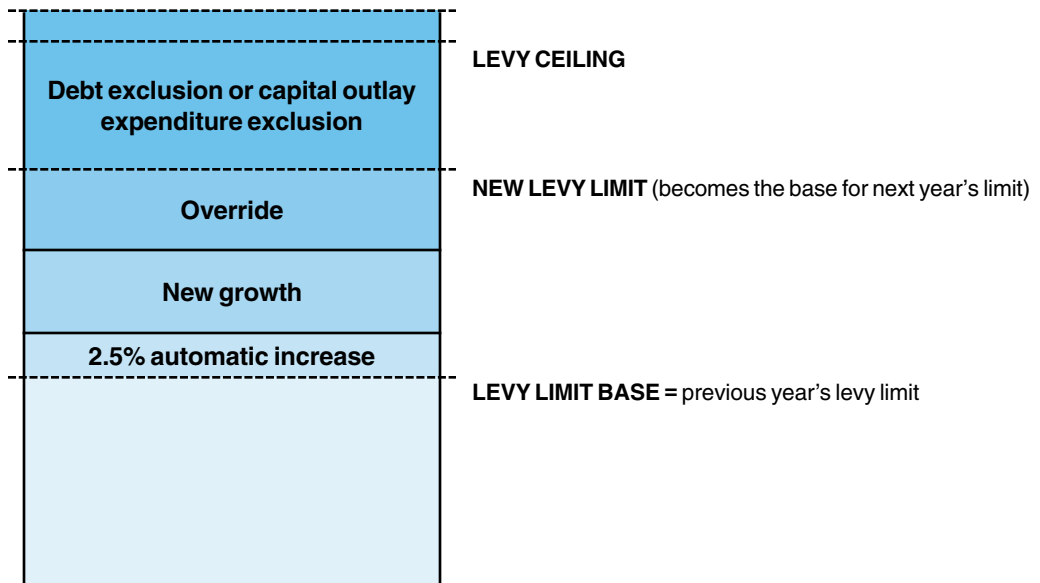 LEVY CEILING
Debt exclusion or capital outlay
expenditure exclusion
NEW LEVY LIMIT (becomes the base for next year’s limit)
Override
New growth
2.5% automatic increase
LEVY LIMIT BASE = previous year’s levy limit